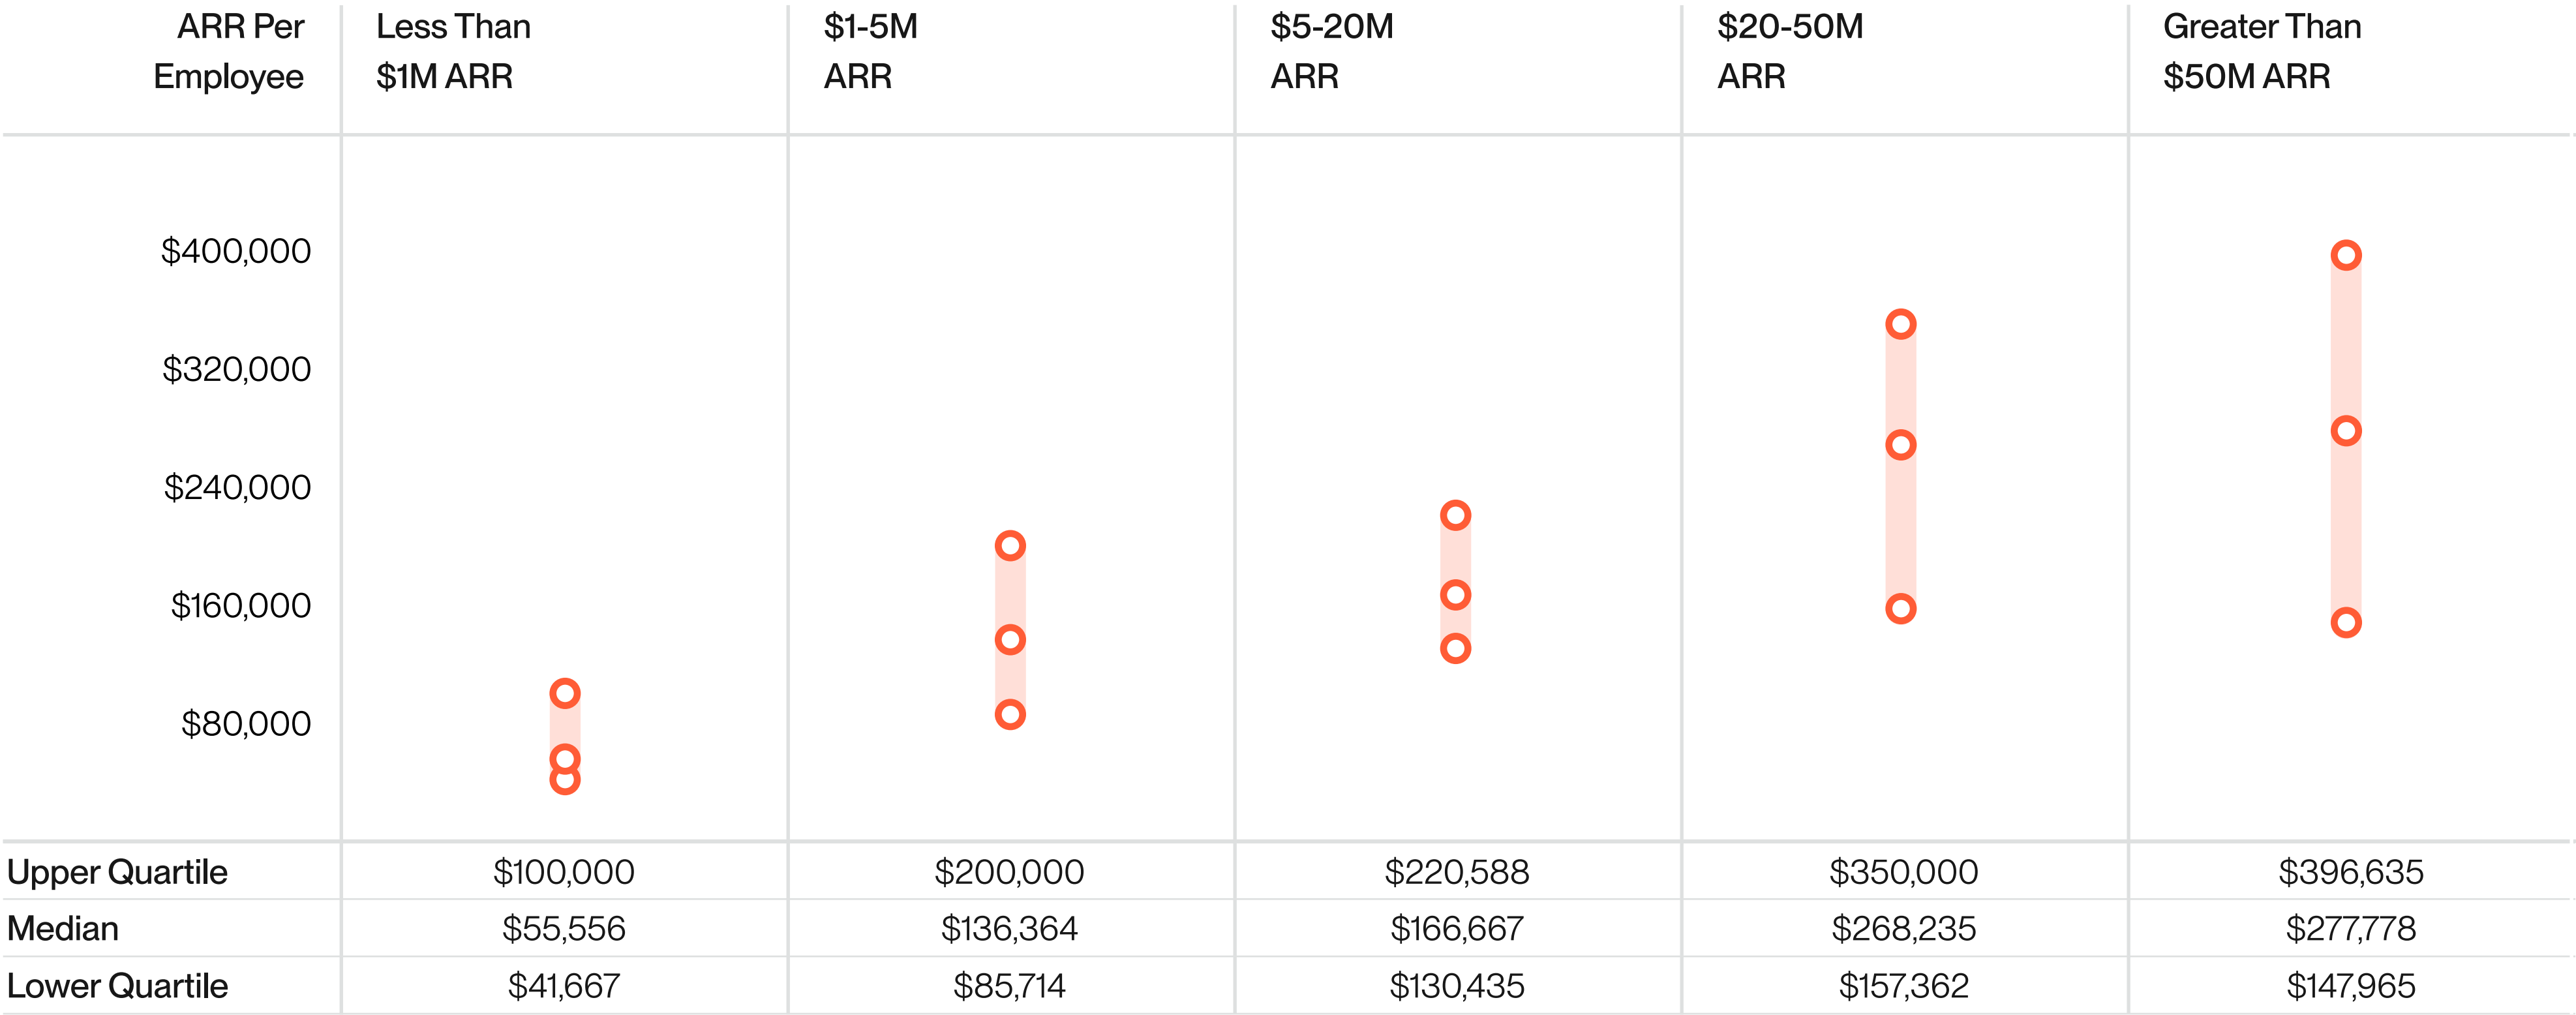 ARR Per
Employee
Less Than
$1M ARR
$1-5M
ARR
$5-20M
ARR
$20-50M
ARR
Greater Than
$50M ARR
$400,000
$320,000
$240,000
$160,000
$80,000
Upper Quartile $100,000 $200,000 $220,588 $350,000 $396,635
Median $55,556 $136,364 $166,667 $268,235 $277,778
Lower Quartile $41,667 $85,714 $130,435 $157,362 $147,965